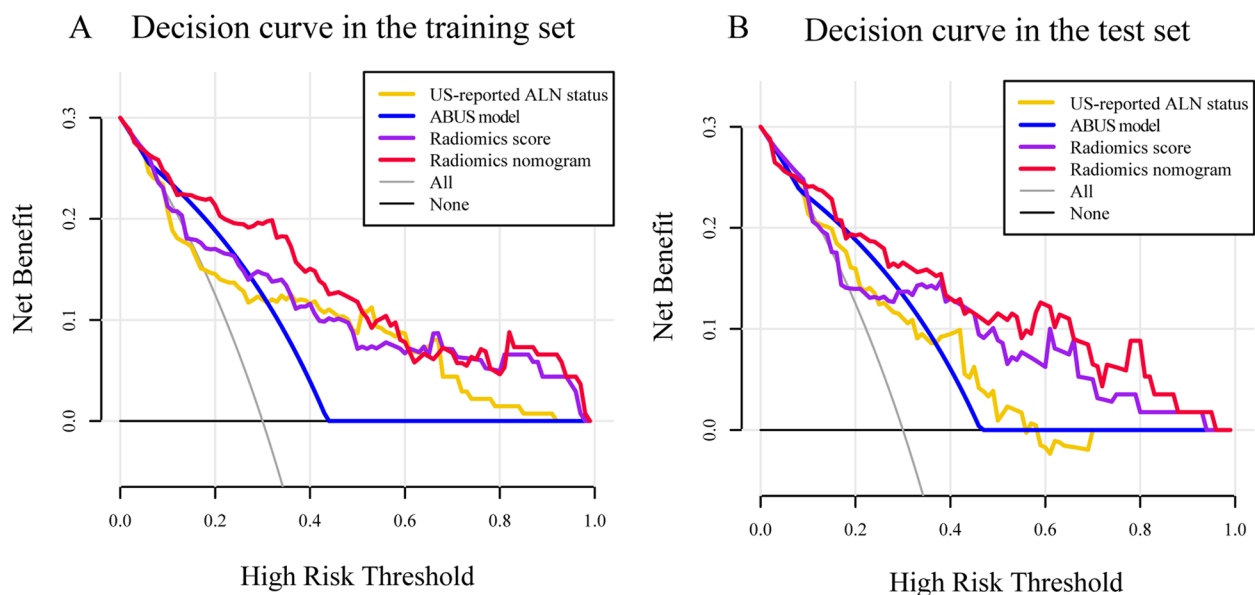 A Decision curve in the training set
US-reported ALN status
ABUS model
Radiomics score
Radiomics nomogram
All
None
Net Benefit
0.3
0.2
0.1
0.0
0.0 0.2 0.4 0.6 0.8 1.0
High Risk Threshold
B Decision curve in the test set
US-reported ALN status
ABUS model
Radiomics score
Radiomics nomogram
All
None
Net Benefit
0.3
0.2
0.1
0.0
0.0 0.2 0.4 0.6 0.8 1.0
High Risk Threshold